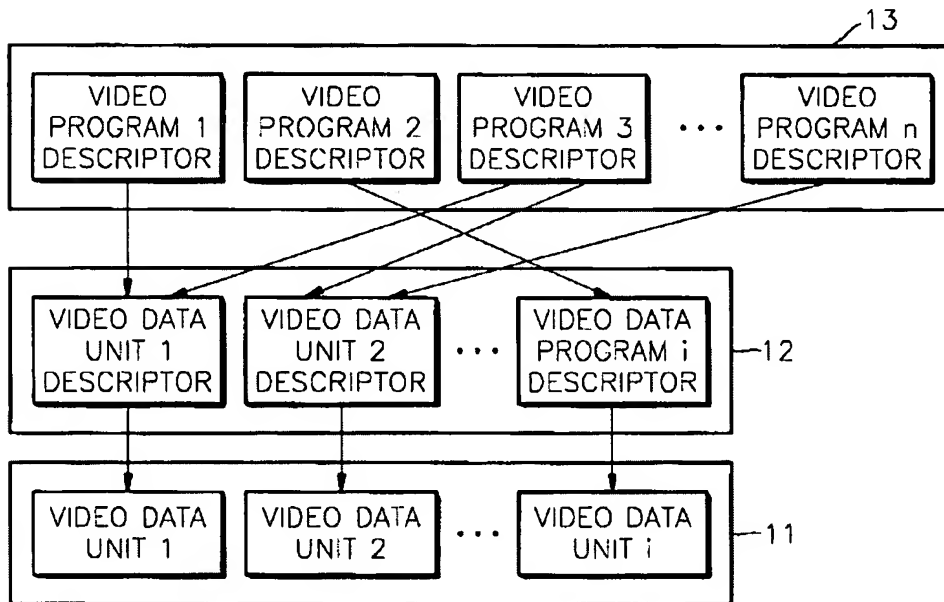 13
VIDEO
PROGRAM 1
DESCRIPTOR
VIDEO
PROGRAM 2
DESCRIPTOR
VIDEO
PROGRAM 3
DESCRIPTOR
...
VIDEO
PROGRAM n
DESCRIPTOR
VIDEO DATA
UNIT 1
DESCRIPTOR
VIDEO DATA
UNIT 2
DESCRIPTOR
...
VIDEO DATA
PROGRAM i
DESCRIPTOR
12
VIDEO DATA
UNIT 1
VIDEO DATA
UNIT 2
...
VIDEO DATA
UNIT i
11